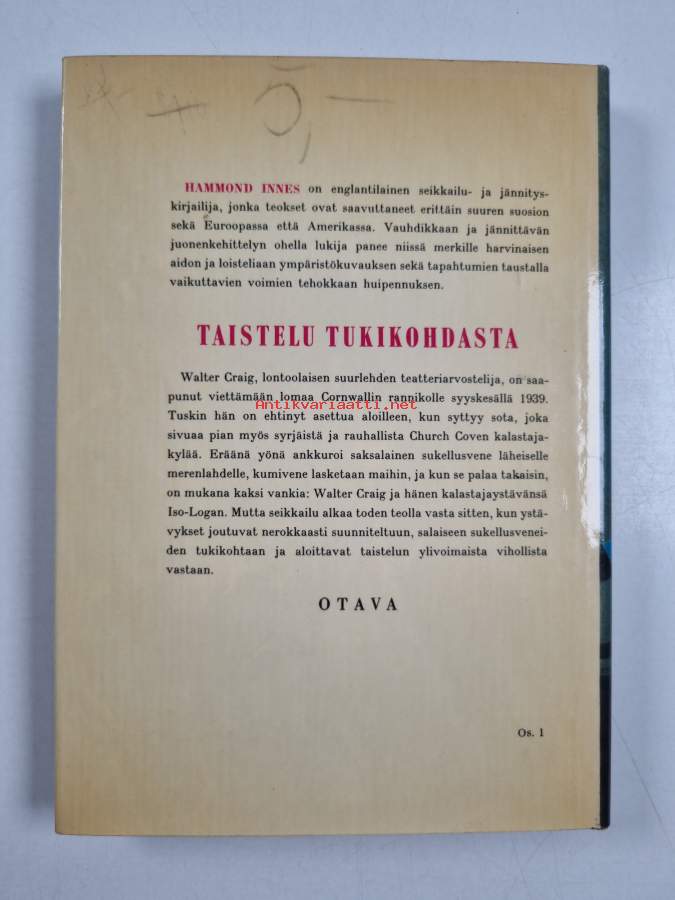 5,—
HAMMOND INNES on englantilainen seikkailu- ja jännitys-
kirjailija, jonka teokset ovat saavuttaneet erittäin suuren suosion
sekä Euroopassa että Amerikassa. Vauhdikkaan ja jännittävän
juonenkehittelyn ohella lukija panee niissä merkille harvinaisen
aidon ja loisteliaan ympäristökuvauksen sekä tapahtumien taustalla
vaikuttavien voimien tehokkaan huipennuksen.
TAISTELU TUKIKOHDASTA
Walter Craig, lontoolaisen suurlehden teatteriarvostelija, on saa-
punut viettämään lomaa Cornwallin rannikolle syyskesällä 1939.
Antikvariaatti.net
Tuskin hän on ehtinyt asettua aloilleen, kun syttyy sota, joka
sivuaa pian myös syrjäistä ja rauhallista Church Coven kalastaja-
kylää. Eräänä yönä ankkuroi saksalainen sukellusvene läheiselle
merenlahdelle, kumivene lasketaan maihin, ja kun se palaa takaisin,
on mukana kaksi vankia: Walter Craig ja hänen kalastajaystävänsä
Iso-Logan. Mutta seikkailu alkaa toden teolla vasta sitten, kun ystä-
vykset joutuvat nerokkaasti suunniteltuun, salaiseen sukellusvenei-
den tukikohtaan ja aloittavat taistelun ylivoimaista vihollista
vastaan.
OTAVA
Os. 1